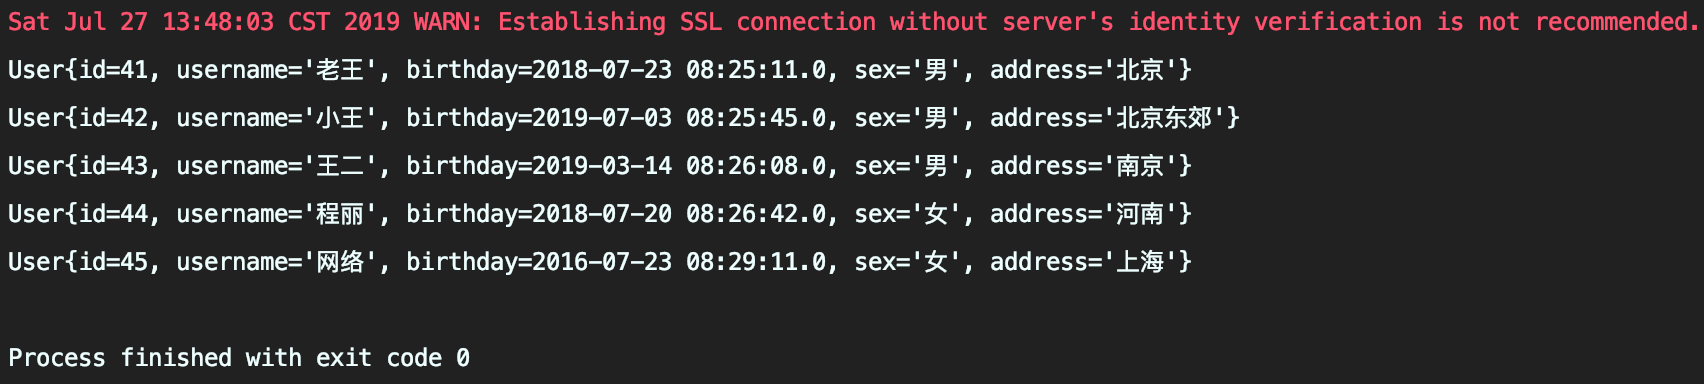 Sat Jul 27 13:48:03 CST 2019 WARN: Establishing SSL connection without server's identity verification is not recommended.
User{id=41, username='老王', birthday=2018-07-23 08:25:11.0, sex='男', address='北京'}
User{id=42, username='小王', birthday=2019-07-03 08:25:45.0, sex='男', address='北京东郊'}
User{id=43, username='王二', birthday=2019-03-14 08:26:08.0, sex='男', address='南京'}
User{id=44, username='程丽', birthday=2018-07-20 08:26:42.0, sex='女', address='河南'}
User{id=45, username='网络', birthday=2016-07-23 08:29:11.0, sex='女', address='上海'}
Process finished with exit code 0